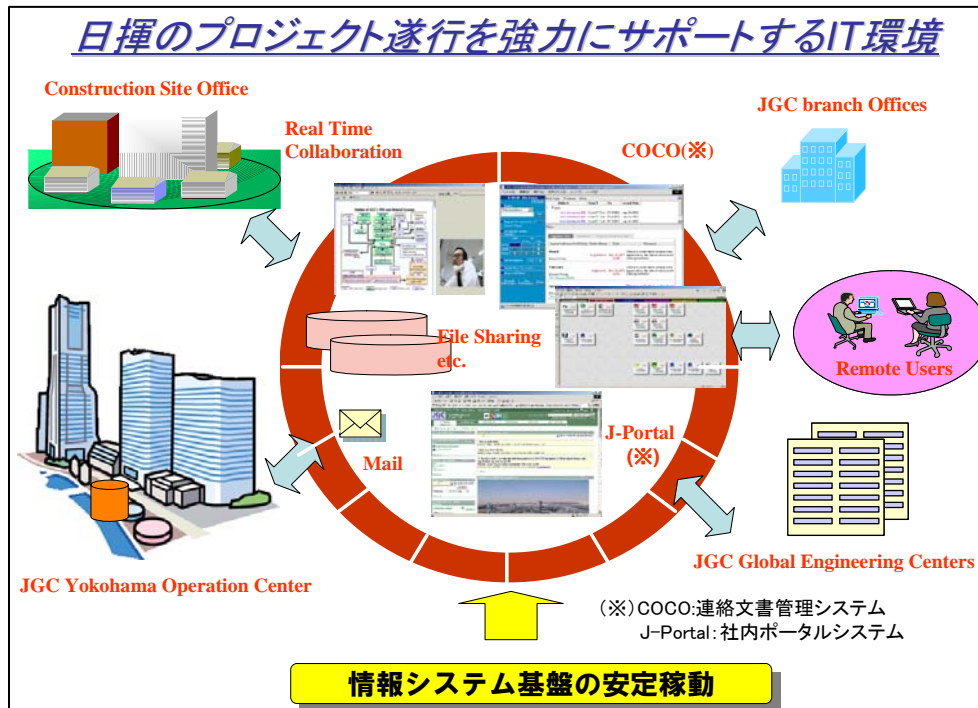 日揮のプロジェクト遂行を強力にサポートするIT環境
Construction Site Office
JGC branch Offices
Real Time
Collaboration
COCO(※)
File Sharing
etc.
Remote Users
J-Portal
(※)
Mail
JGC Yokohama Operation Center
JGC Global Engineering Centers
(※)COCO:連絡文書管理システム
J-Portal:社内ポータルシステム
情報システム基盤の安定稼動